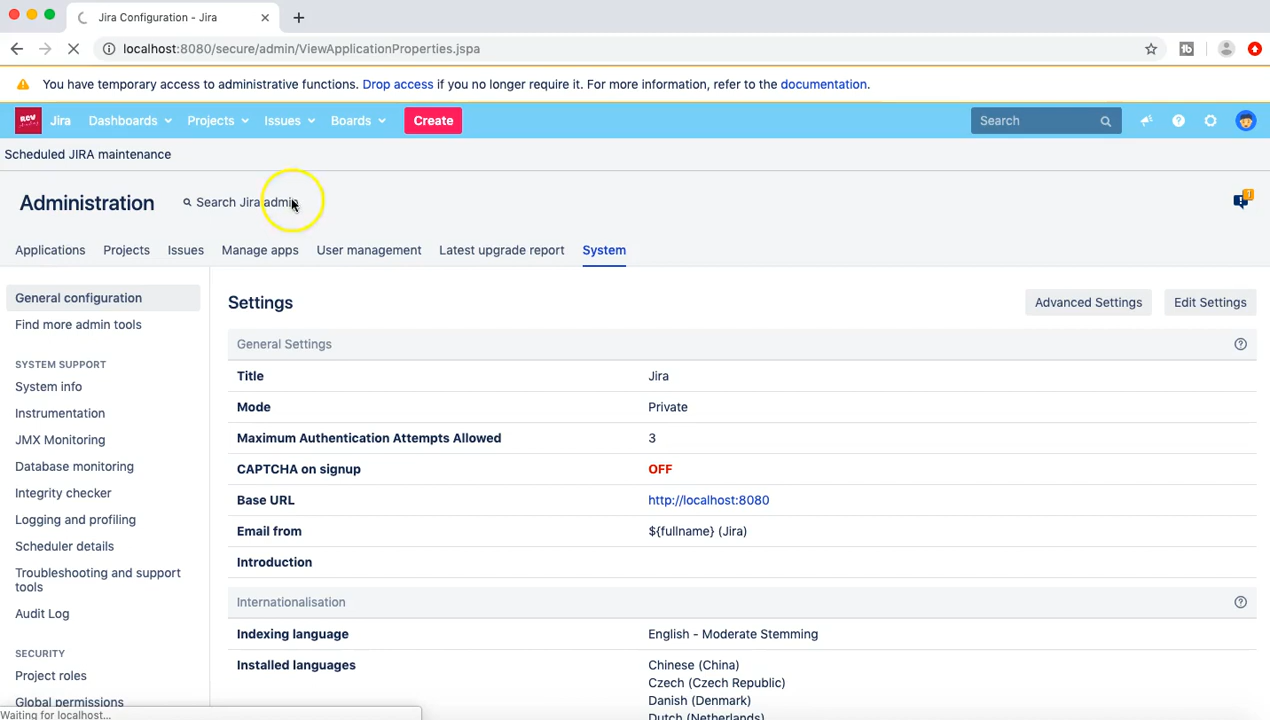 Jira Configuration - Jira
localhost:8080/secure/admin/ViewApplicationProperties.jspa
You have temporary access to administrative functions. Drop access if you no longer require it. For more information, refer to the documentation.
Jira Dashboards Projects Issues Boards Create Search
Scheduled JIRA maintenance
Administration Search Jira admin
Applications Projects Issues Manage apps User management Latest upgrade report System
General configuration
Find more admin tools
SYSTEM SUPPORT
System info
Instrumentation
JMX Monitoring
Database monitoring
Integrity checker
Logging and profiling
Scheduler details
Troubleshooting and support
tools
Audit Log
SECURITY
Project roles
Global permissions
Waiting for localhost...
Settings Advanced Settings Edit Settings
General Settings
Title Jira
Mode Private
Maximum Authentication Attempts Allowed 3
CAPTCHA on signup OFF
Base URL http://localhost:8080
Email from ${fullname} (Jira)
Introduction
Internationalisation
Indexing language English - Moderate Stemming
Installed languages Chinese (China)
Czech (Czech Republic)
Danish (Denmark)
Dutch (Netherlands)